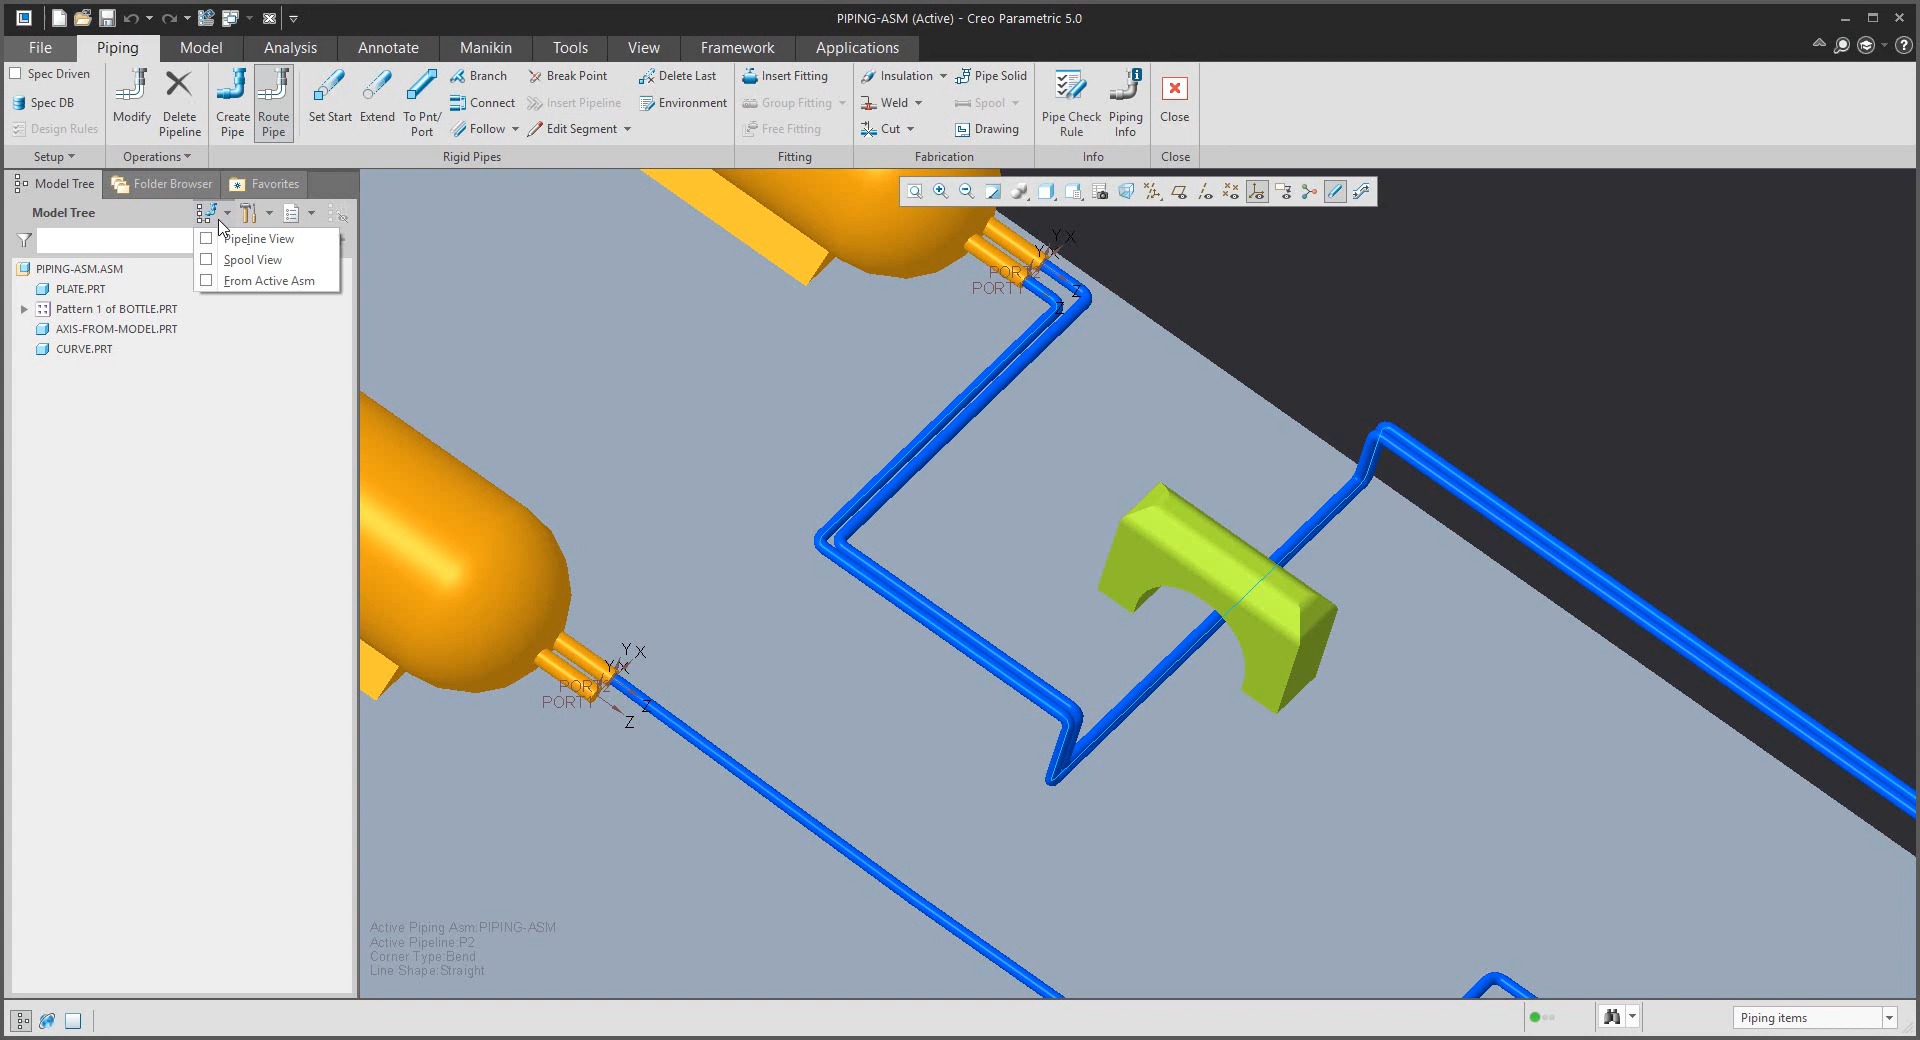 PIPING-ASM (Active) - Creo Parametric 5.0
File Piping Model Analysis Annotate Manikin Tools View Framework Applications
Spec Driven
Spec DB
Design Rules
Setup
Modify
Delete
Pipeline
Operations
Create
Pipe
Route
Pipe
Set Start
Extend
To Pnt/
Port
Branch
Connect
Follow
Break Point
Insert Pipeline
Edit Segment
Delete Last
Environment
Rigid Pipes
Insert Fitting
Group Fitting
Free Fitting
Fitting
Insulation
Weld
Cut
Pipe Solid
Spool
Drawing
Fabrication
Pipe Check
Rule
Piping
Info
Info
Close
Close
Model Tree Folder Browser Favorites
Model Tree
Pipeline View
Spool View
From Active Asm
PIPING-ASM.ASM
PLATE.PRT
Pattern 1 of BOTTLE.PRT
AXIS-FROM-MODEL.PRT
CURVE.PRT
Y X
Y X
PORT2
PORT1
Z
Z
Y X
Y X
PORT2
PORT1
Z
Z
Active Piping Asm:PIPING-ASM
Active Pipeline:P2
Corner Type:Bend
Line Shape:Straight
Piping items